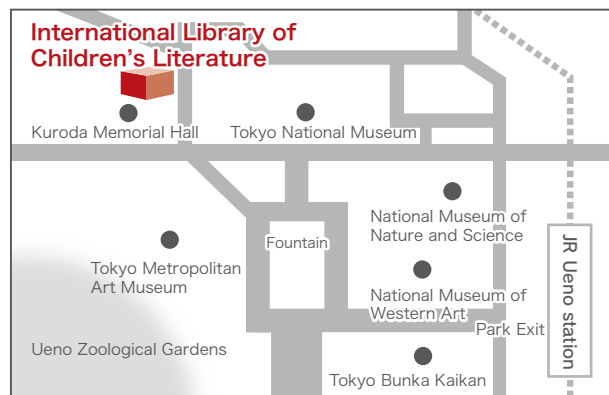 International Library of
Children's Literature
Kuroda Memorial Hall
Tokyo National Museum
National Museum of
Nature and Science
Fountain
Tokyo Metropolitan
Art Museum
National Museum of
Western Art
Park Exit
JR Ueno station
Ueno Zoological Gardens
Tokyo Bunka Kaikan